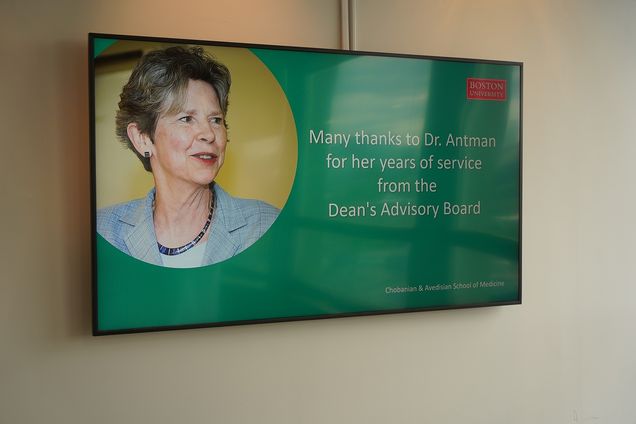 BOSTON
UNIVERSITY
Many thanks to Dr. Antman
for her years of service
from the
Dean's Advisory Board
Chobanian & Avedisian School of Medicine